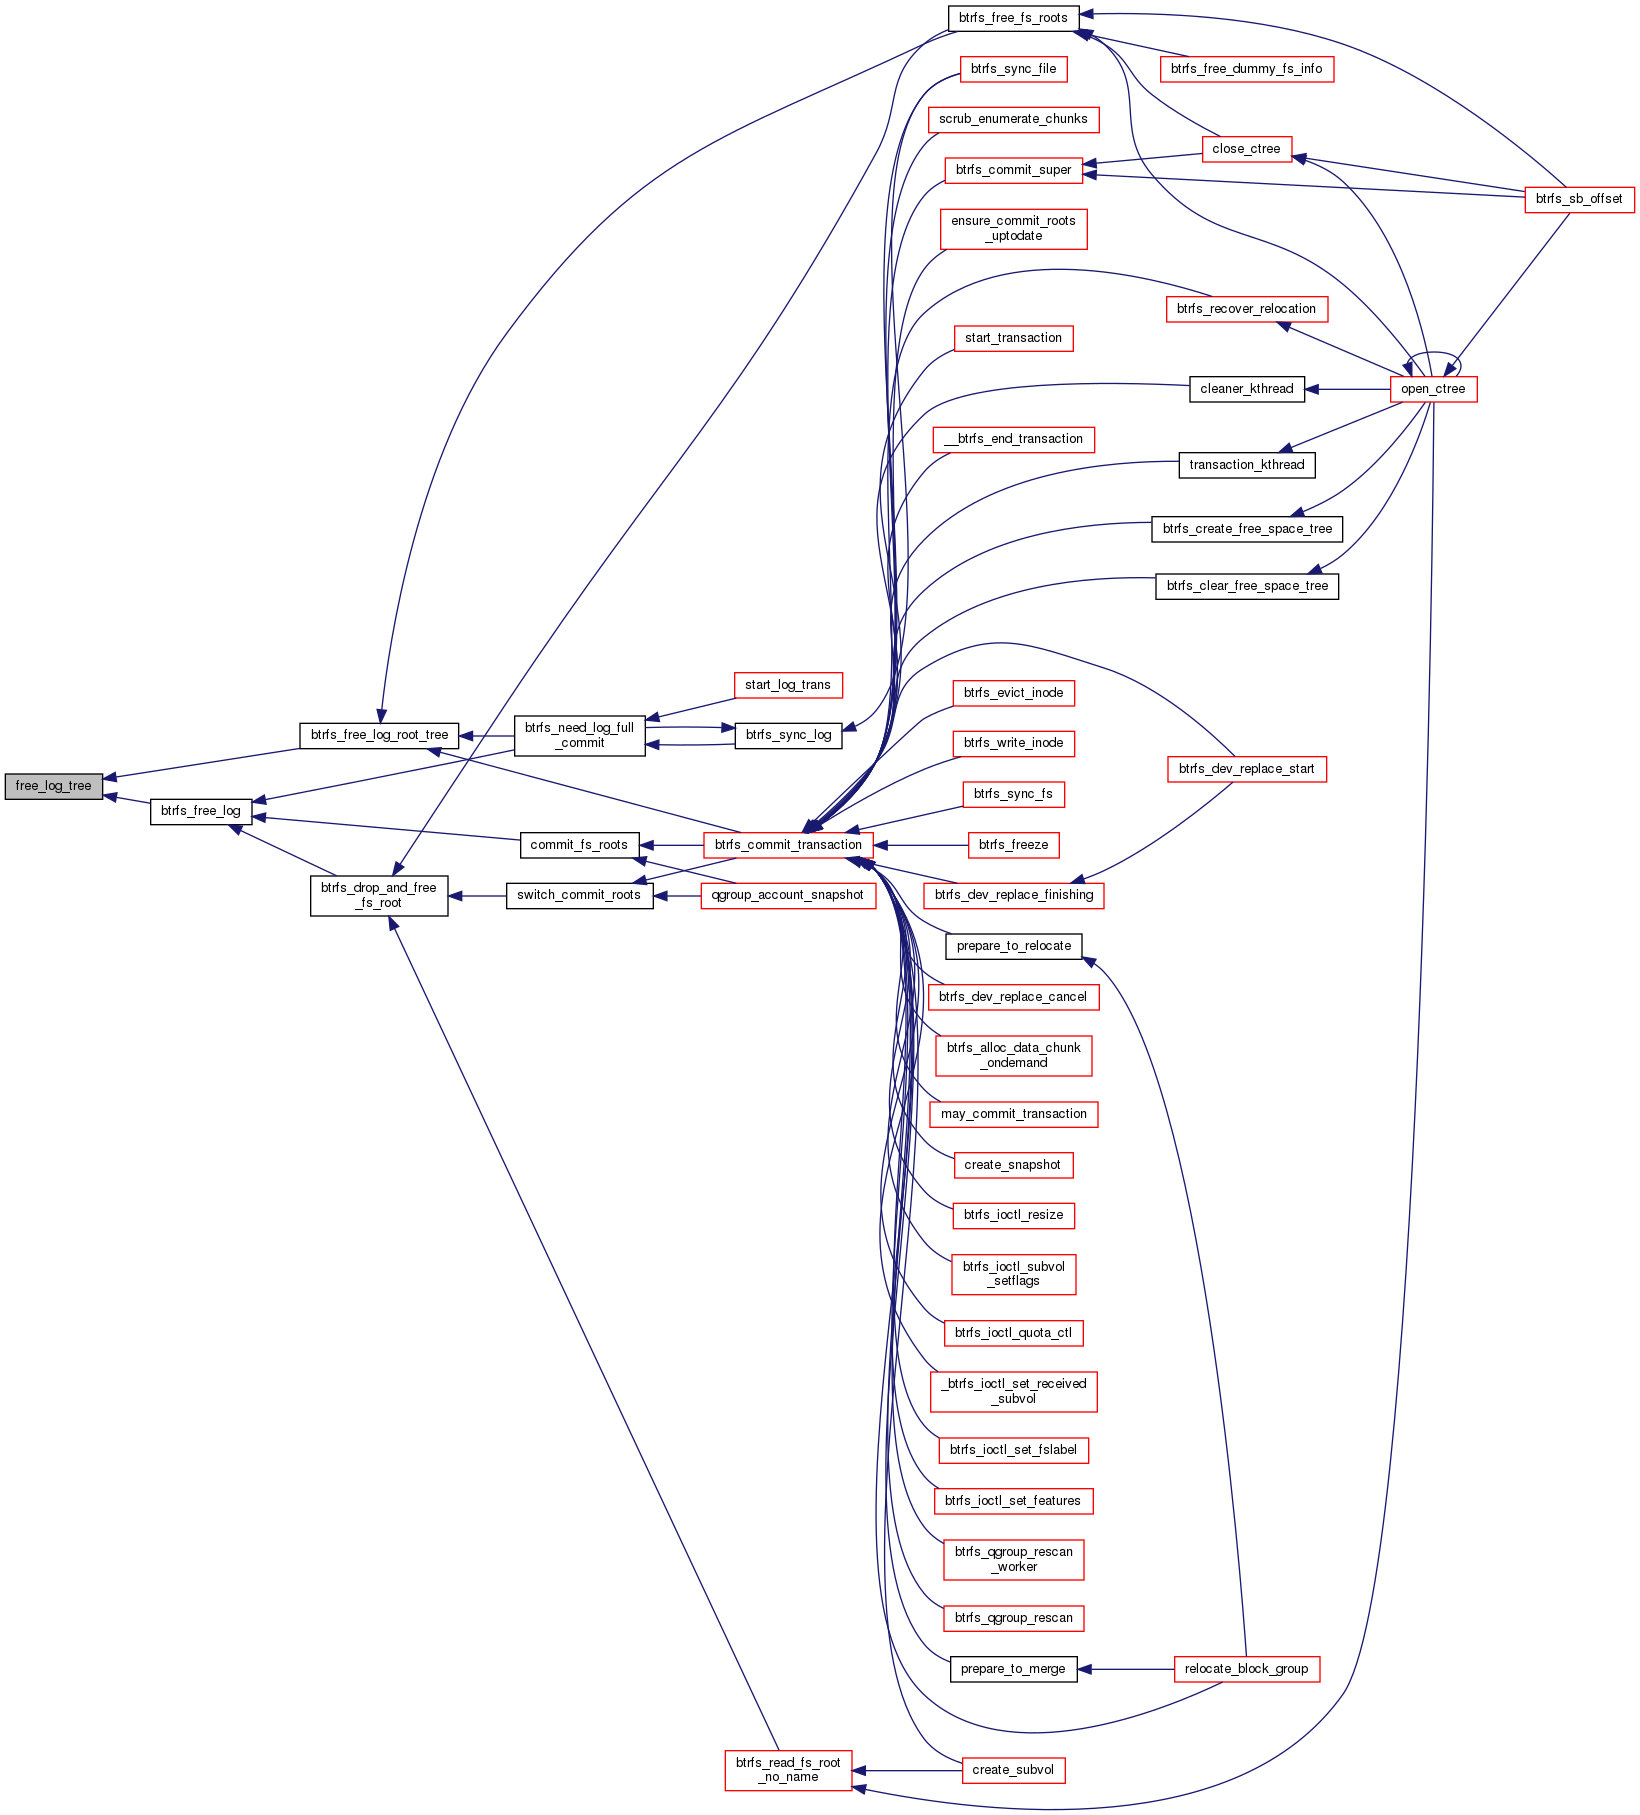 btrfs_free_fs_roots
btrfs_sync_file
btrfs_free_dummy_fs_info
scrub_enumerate_chunks
close_ctree
btrfs_commit_super
btrfs_sb_offset
ensure_commit_roots
_uptodate
btrfs_recover_relocation
start_transaction
cleaner_kthread
open_ctree
__btrfs_end_transaction
transaction_kthread
btrfs_create_free_space_tree
btrfs_clear_free_space_tree
start_log_trans
btrfs_evict_inode
btrfs_free_log_root_tree
btrfs_need_log_full
_commit
btrfs_sync_log
btrfs_write_inode
btrfs_dev_replace_start
free_log_tree
btrfs_sync_fs
btrfs_free_log
commit_fs_roots
btrfs_commit_transaction
btrfs_freeze
btrfs_drop_and_free
_fs_root
switch_commit_roots
qgroup_account_snapshot
btrfs_dev_replace_finishing
prepare_to_relocate
btrfs_dev_replace_cancel
btrfs_alloc_data_chunk
_ondemand
may_commit_transaction
create_snapshot
btrfs_ioctl_resize
btrfs_ioctl_subvol
_setflags
btrfs_ioctl_quota_ctl
_btrfs_ioctl_set_received
_subvol
btrfs_ioctl_set_fslabel
btrfs_ioctl_set_features
btrfs_qgroup_rescan
_worker
btrfs_qgroup_rescan
prepare_to_merge
relocate_block_group
btrfs_read_fs_root
_no_name
create_subvol